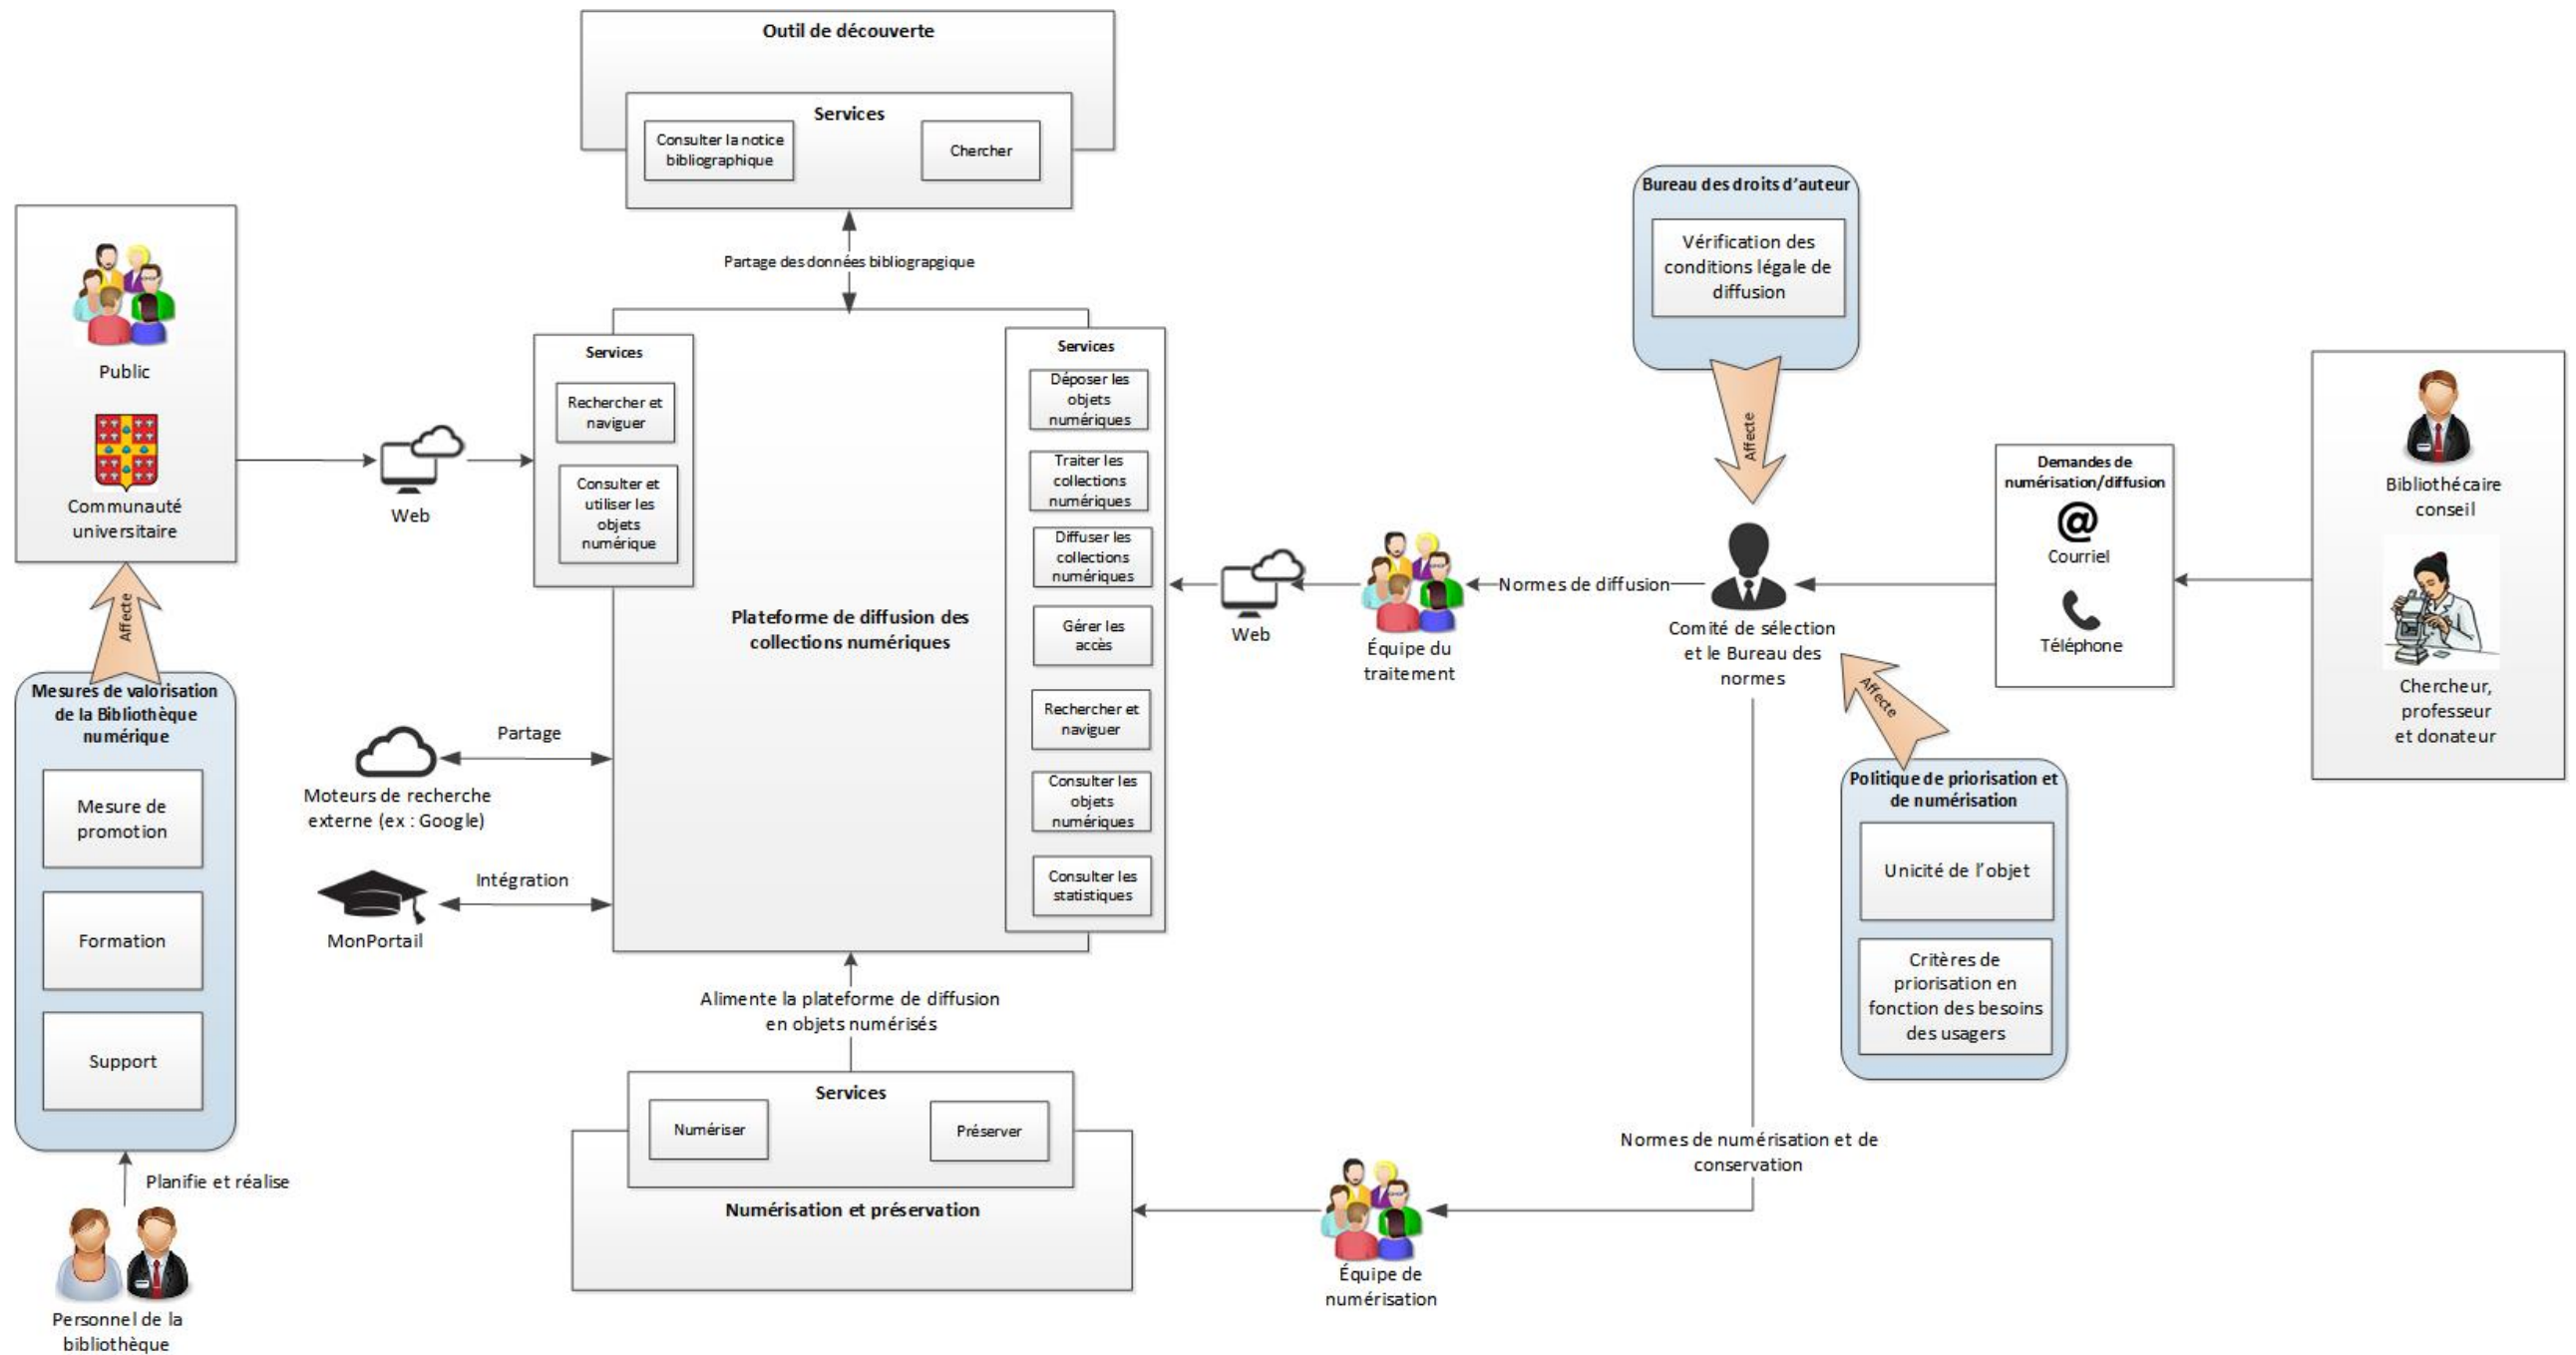 Outil de découverte
Services
Consulter la notice
bibliographique
Chercher
Partage des données bibliograpgique
Public
Communauté
universitaire
Affecte
Mesures de valorisation
de la Bibliothèque
numérique
Mesure de
promotion
Formation
Support
Planifie et réalise
Personnel de la
bibliothèque
Web
Services
Rechercher et
naviguer
Consulter et
utiliser les
objets
numérique
Plateforme de diffusion des
collections numériques
Partage
Moteurs de recherche
externe (ex : Google)
Intégration
MonPortail
Services
Déposer les
objets
numériques
Traiter les
collections
numériques
Diffuser les
collections
numériques
Gérer les
accès
Rechercher et
naviguer
Consulter les
objets
numériques
Consulter les
statistiques
Alimente la plateforme de diffusion
en objets numérisés
Services
Numériser
Préserver
Numérisation et préservation
Web
Équipe du
traitement
Normes de diffusion
Bureau des droits d’auteur
Vérification des
conditions légale de
diffusion
Affecte
Comité de sélection
et le Bureau des
normes
Demandes de
numérisation/diffusion
@
Courriel
Téléphone
Bibliothécaire
conseil
Chercheur,
professeur
et donateur
Affecte
Politique de priorisation et
de numérisation
Unicité de l’objet
Critères de
priorisation en
fonction des besoins
des usagers
Normes de numérisation et de
conservation
Équipe de
numérisation